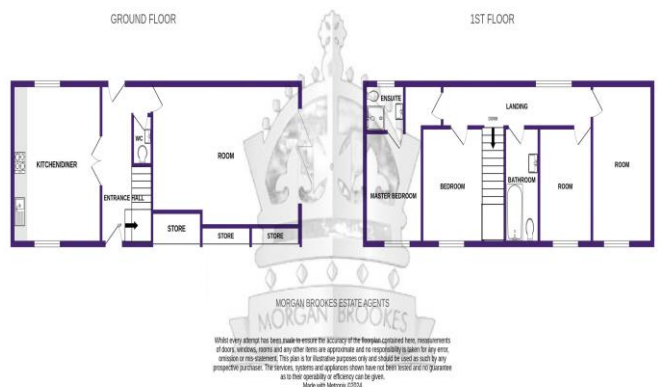 GROUND FLOOR
1ST FLOOR
KITCHEN/DINER
WC
ENTRANCE HALL
ROOM
STORE
STORE
STORE
ENSUITE
LANDING
DOWN
MASTER BEDROOM
BEDROOM
BATHROOM
ROOM
ROOM
MORGAN BROOKES ESTATE AGENTS
MORGAN BROOKES
Whilst every attempt has been made to ensure the accuracy of the floorplan contained here, measurements
of doors, windows, rooms and any other items are approximate and no responsibility is taken for any error,
omission or mis-statement. This plan is for illustrative purposes only and should be used as such by any
prospective purchaser. The services, systems and appliances shown have not been tested and no guarantee
as to their operability or efficiency can be given.
Made with Metropix ©2024